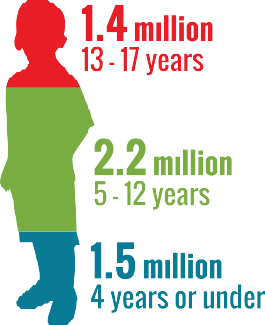 1.4 million
13 - 17 years
2.2 million
5 - 12 years
1.5 million
4 years or under